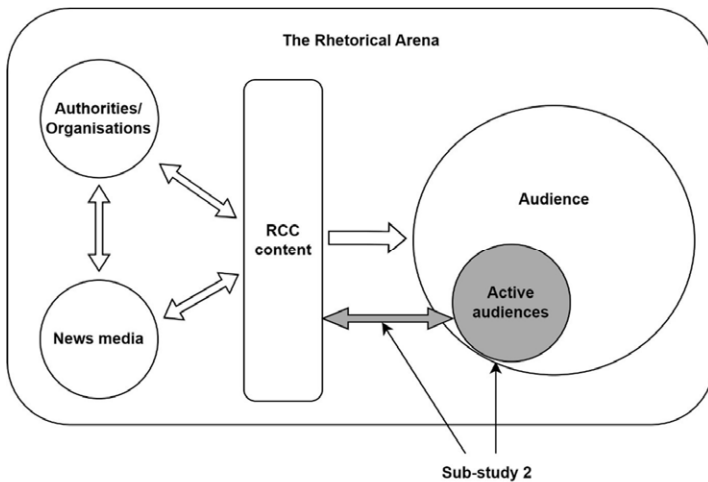 The Rhetorical Arena
Authorities/
Organisations
News media
RCC
content
Audience
Active
audiences
Sub-study 2